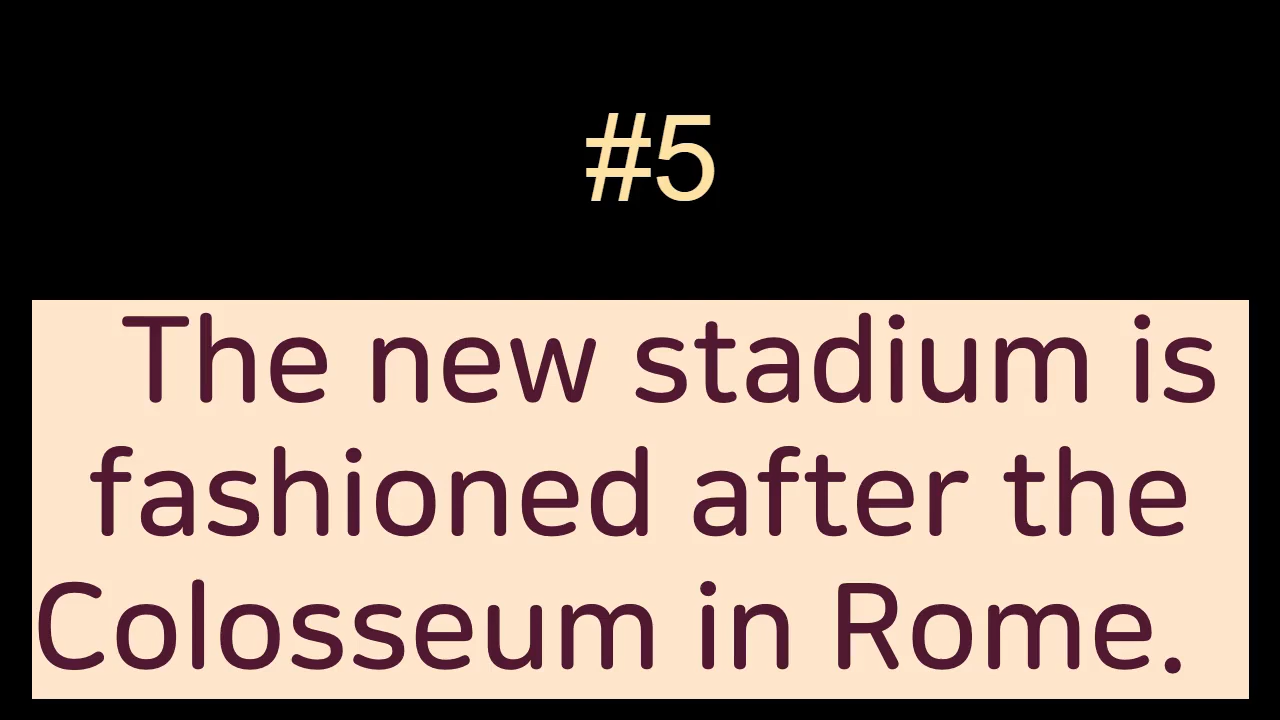 #5
The new stadium is
fashioned after the
Colosseum in Rome.